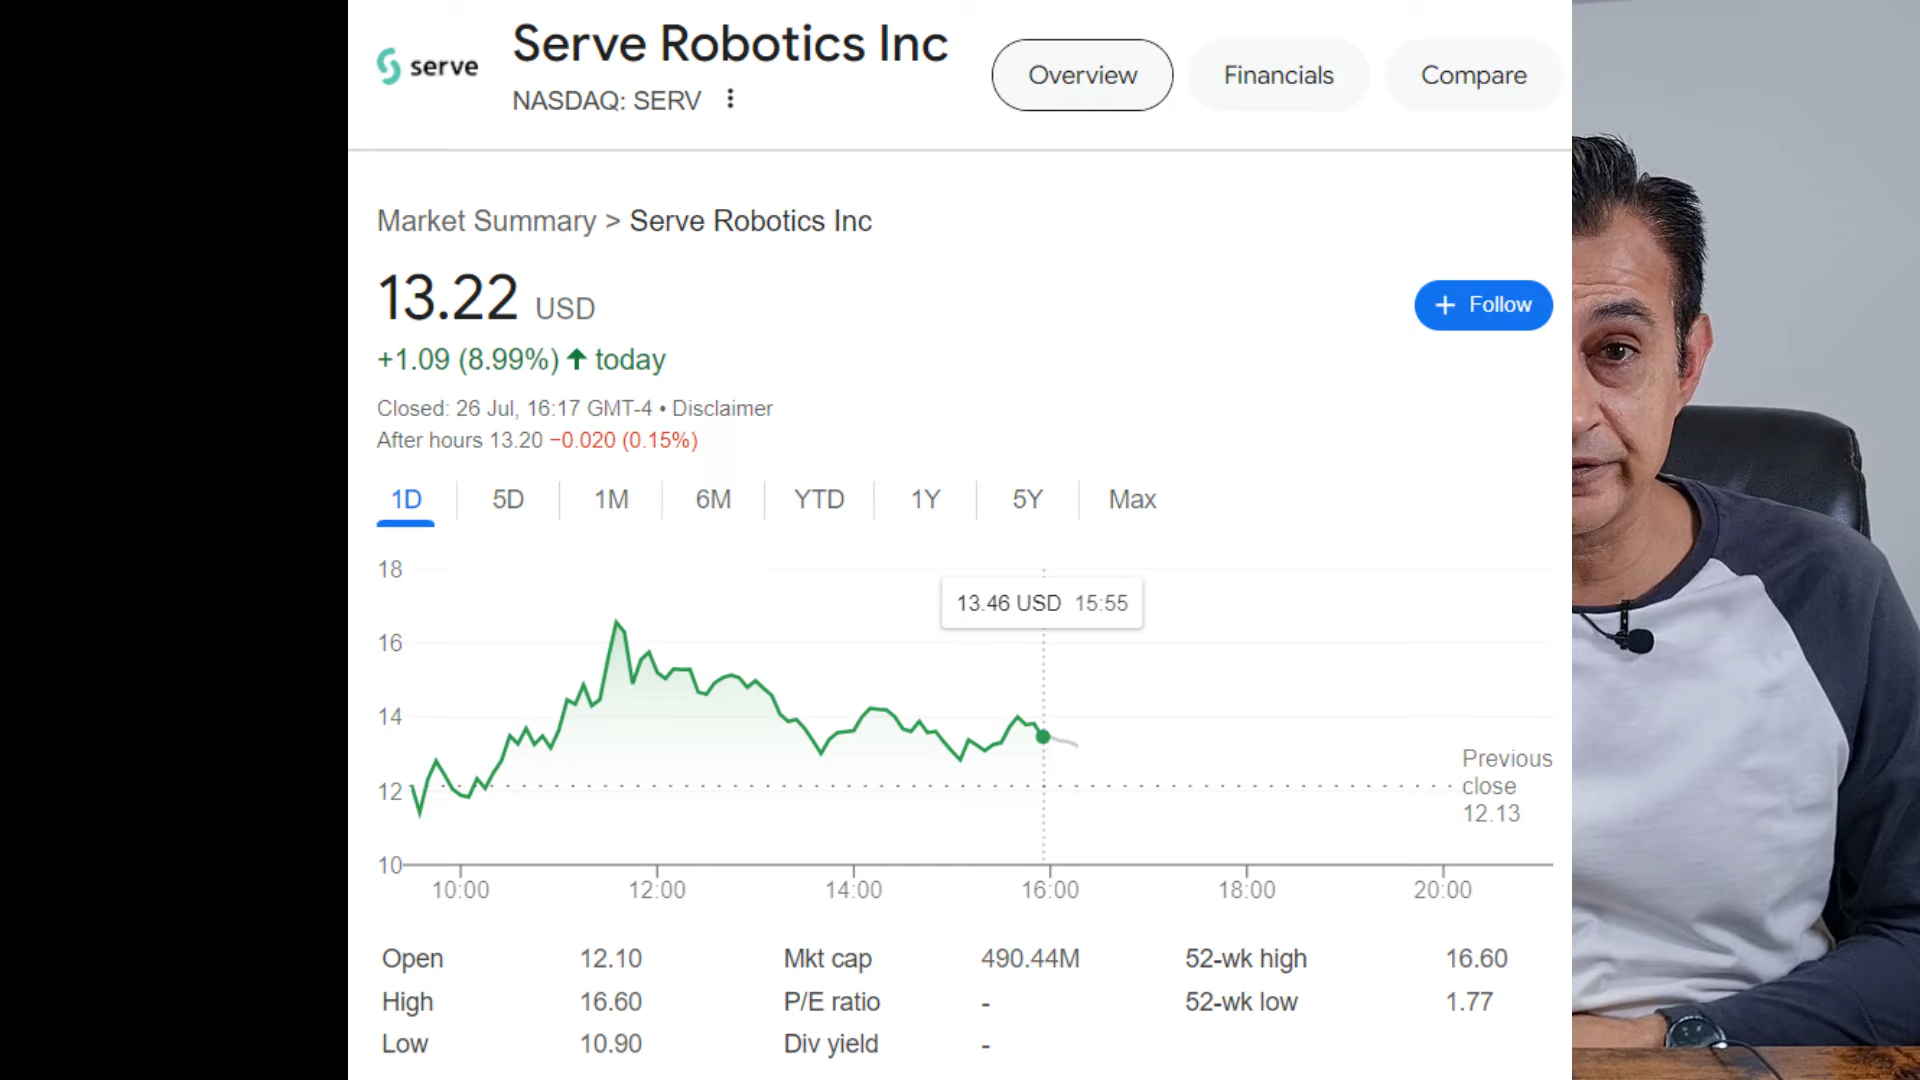 serve
Serve Robotics Inc
NASDAQ: SERV
Overview
Financials
Compare
Market Summary > Serve Robotics Inc
13.22 USD
+ Follow
+1.09 (8.99%) today
Closed: 26 Jul, 16:17 GMT-4 • Disclaimer
After hours 13.20 −0.020 (0.15%)
1D 5D 1M 6M YTD 1Y 5Y Max
18
13.46 USD 15:55
16
14
12
Previous
close
12.13
10
10:00 12:00 14:00 16:00 18:00 20:00
Open 12.10 Mkt cap 490.44M 52-wk high 16.60
High 16.60 P/E ratio - 52-wk low 1.77
Low 10.90 Div yield -